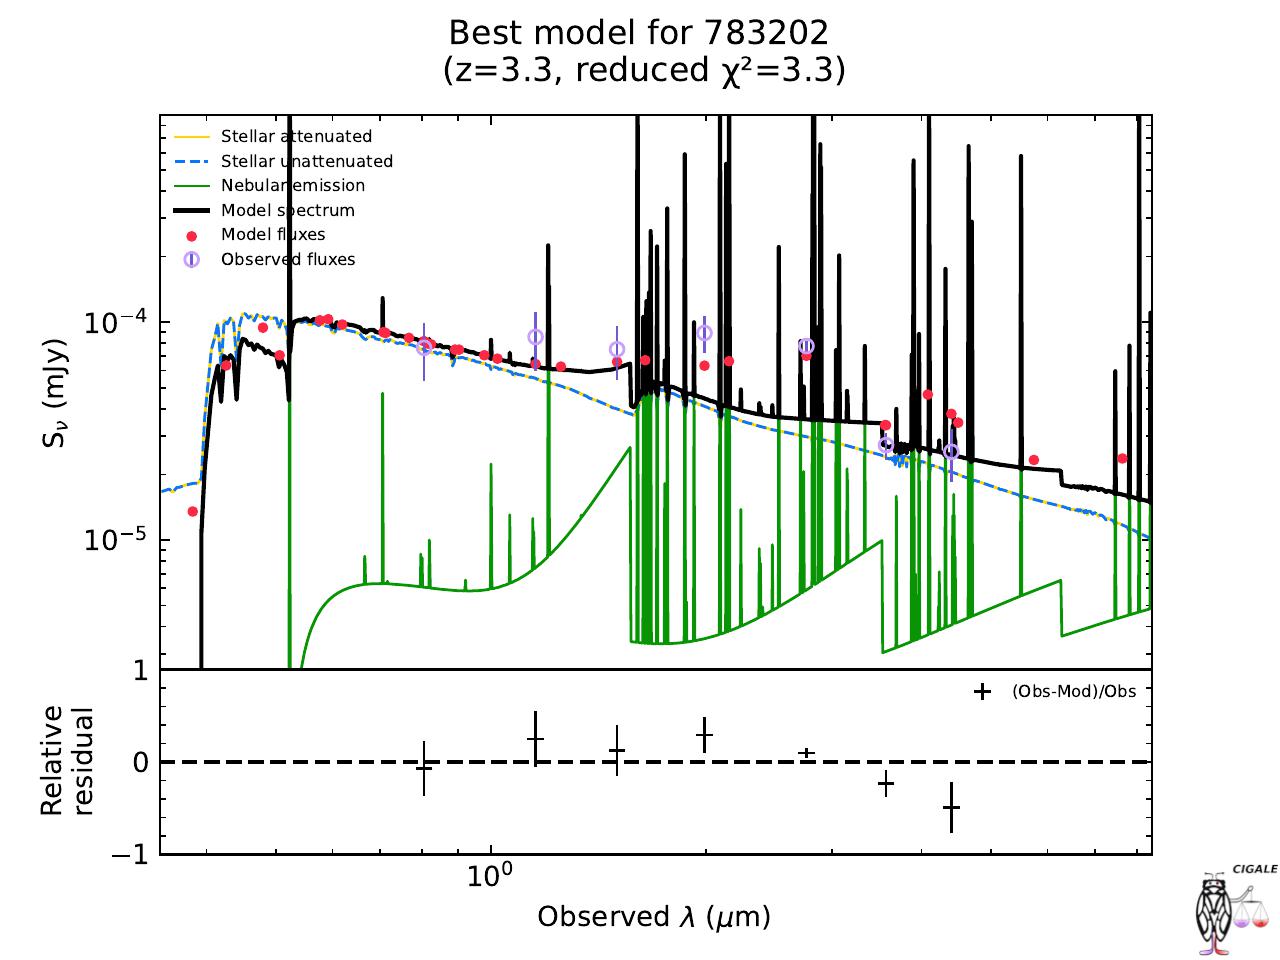 Best model for 783202
(z=3.3, reduced χ²=3.3)
Stellar attenuated
Stellar unattenuated
Nebular emission
Model spectrum
Model fluxes
Observed fluxes
10⁻⁴
10⁻⁵
S_ν (mJy)
1
0
−1
Relative
residual
(Obs-Mod)/Obs
10⁰
Observed λ (μm)
CIGALE